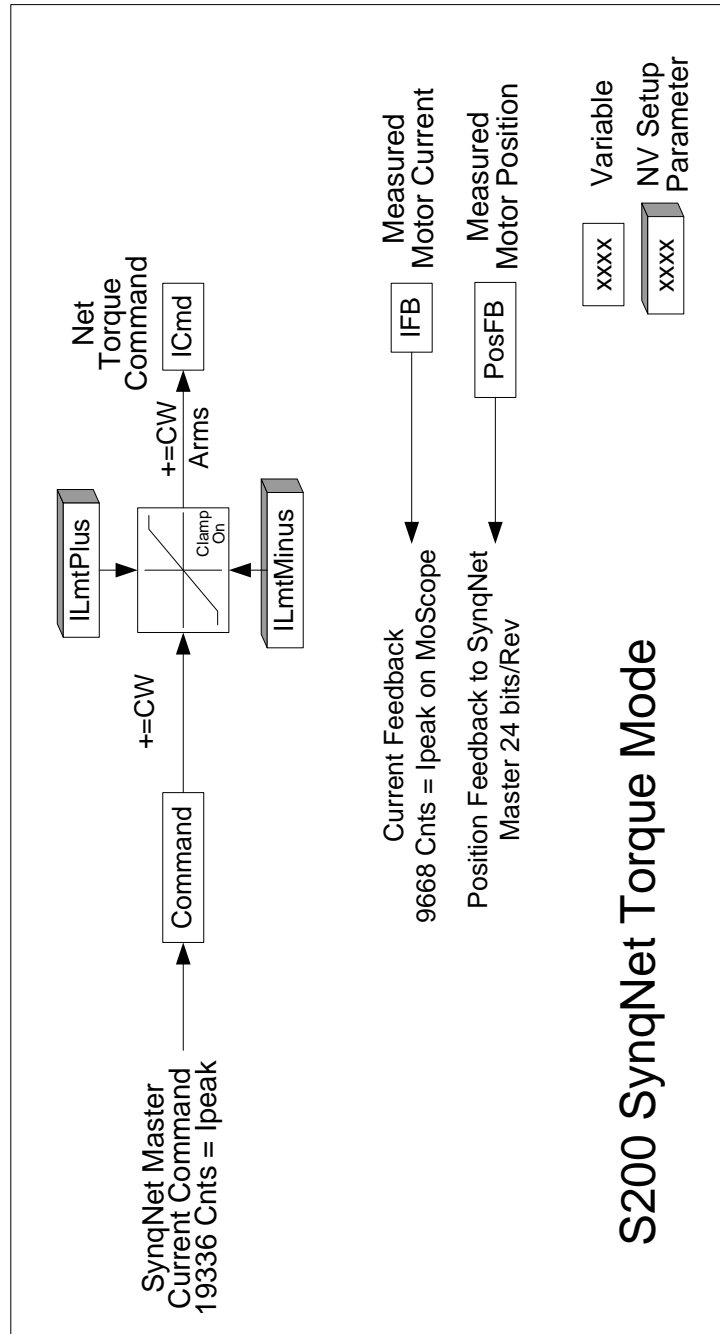 SynqNet Master
Current Command
19336 Cnts = Ipeak
Command
+=CW
ILmtPlus
Clamp
On
ILmtMinus
+=CW
Arms
Net
Torque
Command
ICmd
Current Feedback
9668 Cnts = Ipeak on MoScope
IFB
Measured
Motor Current
Position Feedback to SynqNet
Master 24 bits/Rev
PosFB
Measured
Motor Position
xxxx
Variable
xxxx
NV Setup
Parameter
S200 SynqNet Torque Mode